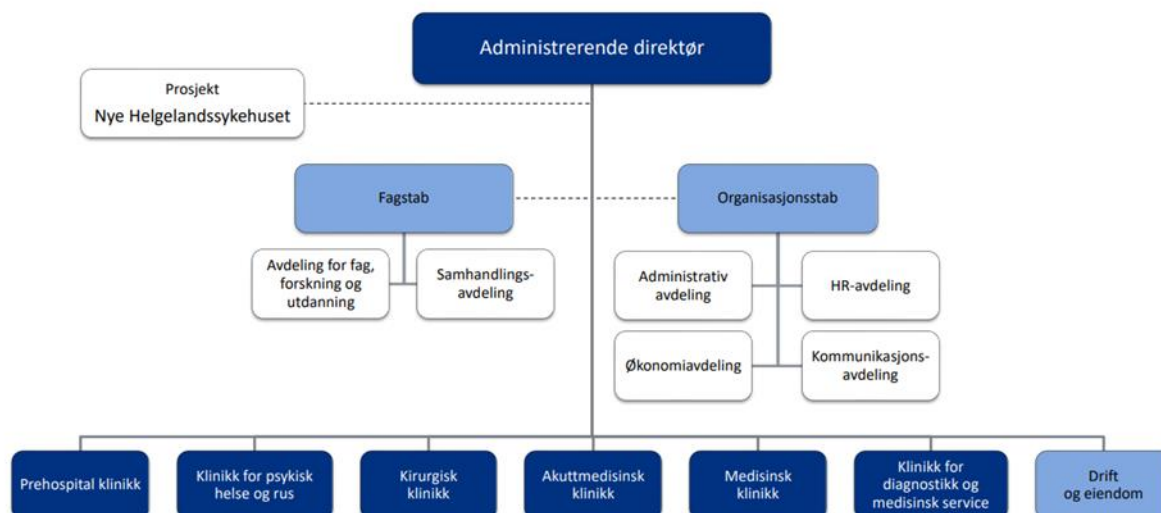 Administrerende direktør
Prosjekt
Nye Helgelandssykehuset
Fagstab
Organisasjonsstab
Avdeling for fag,
forskning og
utdanning
Samhandlings-
avdeling
Administrativ
avdeling
HR-avdeling
Økonomiavdeling
Kommunikasjons-
avdeling
Prehospital klinikk
Klinikk for psykisk
helse og rus
Kirurgisk
klinikk
Akuttmedisinsk
klinikk
Medisinsk
klinikk
Klinikk for
diagnostikk og
medisinsk service
Drift
og eiendom